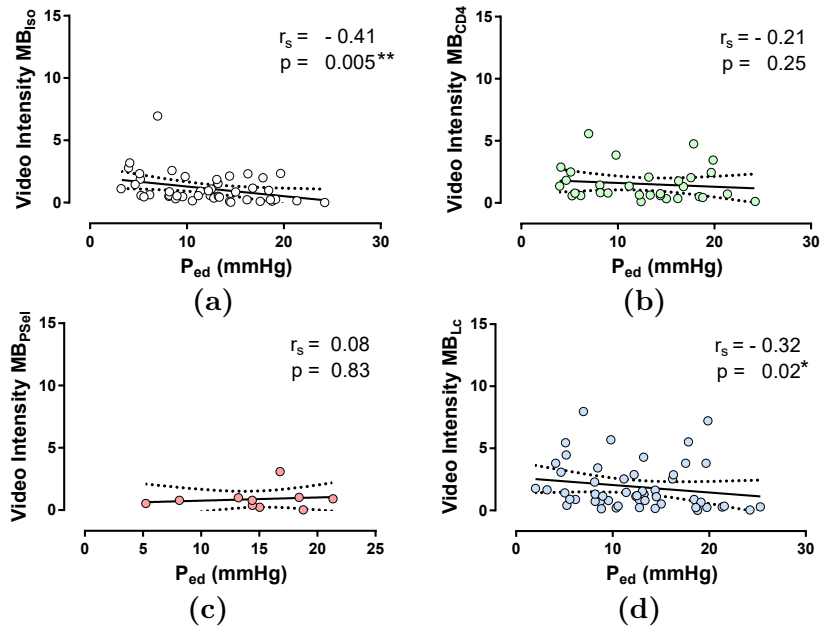 15
10
5
0
Video Intensity MB_Iso
r_s = - 0.41
p = 0.005**
0 10 20 30
P_ed (mmHg)
(a)
15
10
5
0
Video Intensity MB_CD4
r_s = - 0.21
p = 0.25
0 10 20 30
P_ed (mmHg)
(b)
15
10
5
0
Video Intensity MB_PSel
r_s = 0.08
p = 0.83
0 5 10 15 20 25
P_ed (mmHg)
(c)
15
10
5
0
Video Intensity MB_Lc
r_s = - 0.32
p = 0.02*
0 10 20 30
P_ed (mmHg)
(d)